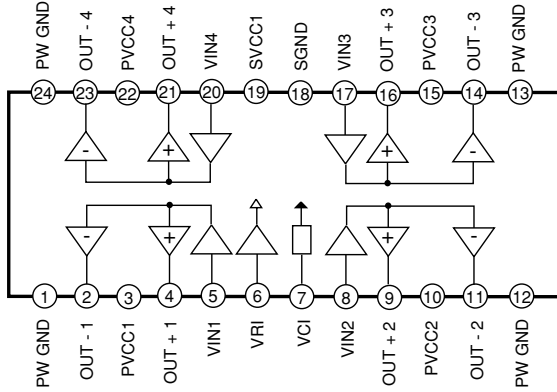 PW GND
OUT - 4
PVCC4
OUT + 4
VIN4
SVCC1
SGND
VIN3
OUT + 3
PVCC3
OUT - 3
PW GND
24
23
22
21
20
19
18
17
16
15
14
13
-
+
+
-
-
+
+
-
1
2
3
4
5
6
7
8
9
10
11
12
PW GND
OUT - 1
PVCC1
OUT + 1
VIN1
VRI
VCI
VIN2
OUT + 2
PVCC2
OUT - 2
PW GND